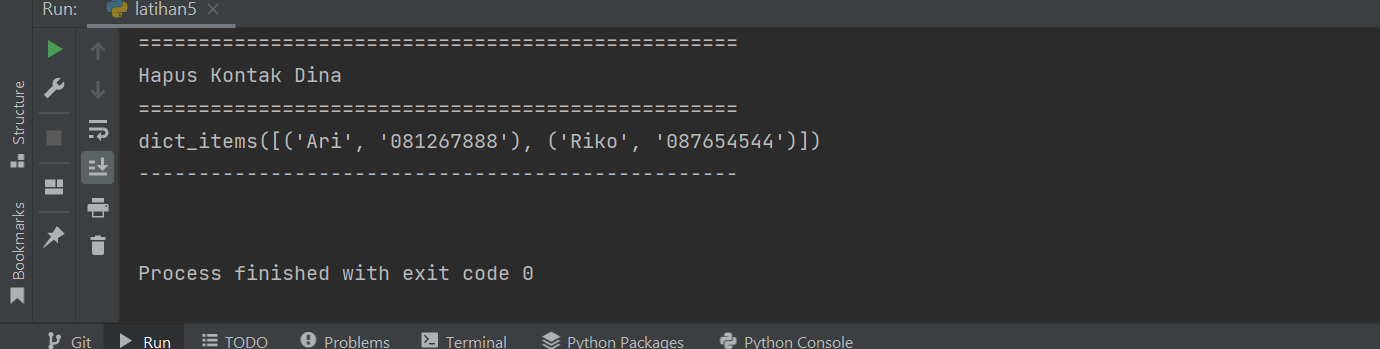 Run: latihan5
==================================================
Hapus Kontak Dina
==================================================
dict_items([('Ari', '081267888'), ('Riko', '087654544')])
--------------------------------------------------
Process finished with exit code 0
Structure
Bookmarks
Git Run TODO Problems Terminal Python Packages Python Console